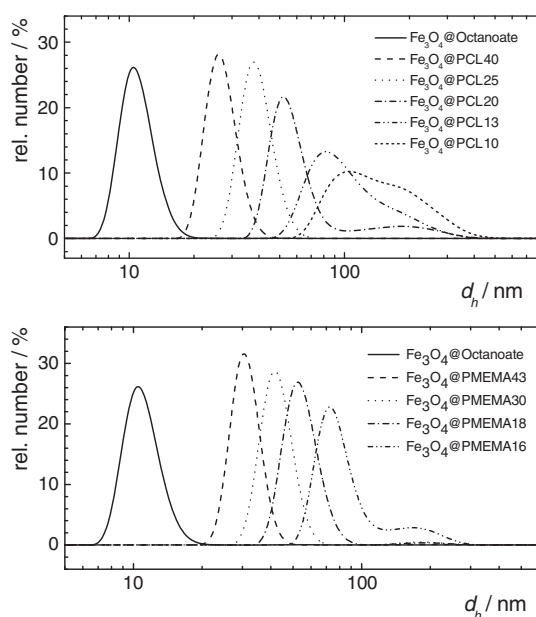 rel. number / %
30
20
10
0
Fe₃O₄@Octanoate
Fe₃O₄@PCL40
Fe₃O₄@PCL25
Fe₃O₄@PCL20
Fe₃O₄@PCL13
Fe₃O₄@PCL10
10
100
dₕ / nm
rel. number / %
30
20
10
0
Fe₃O₄@Octanoate
Fe₃O₄@PMEMA43
Fe₃O₄@PMEMA30
Fe₃O₄@PMEMA18
Fe₃O₄@PMEMA16
10
100
dₕ / nm